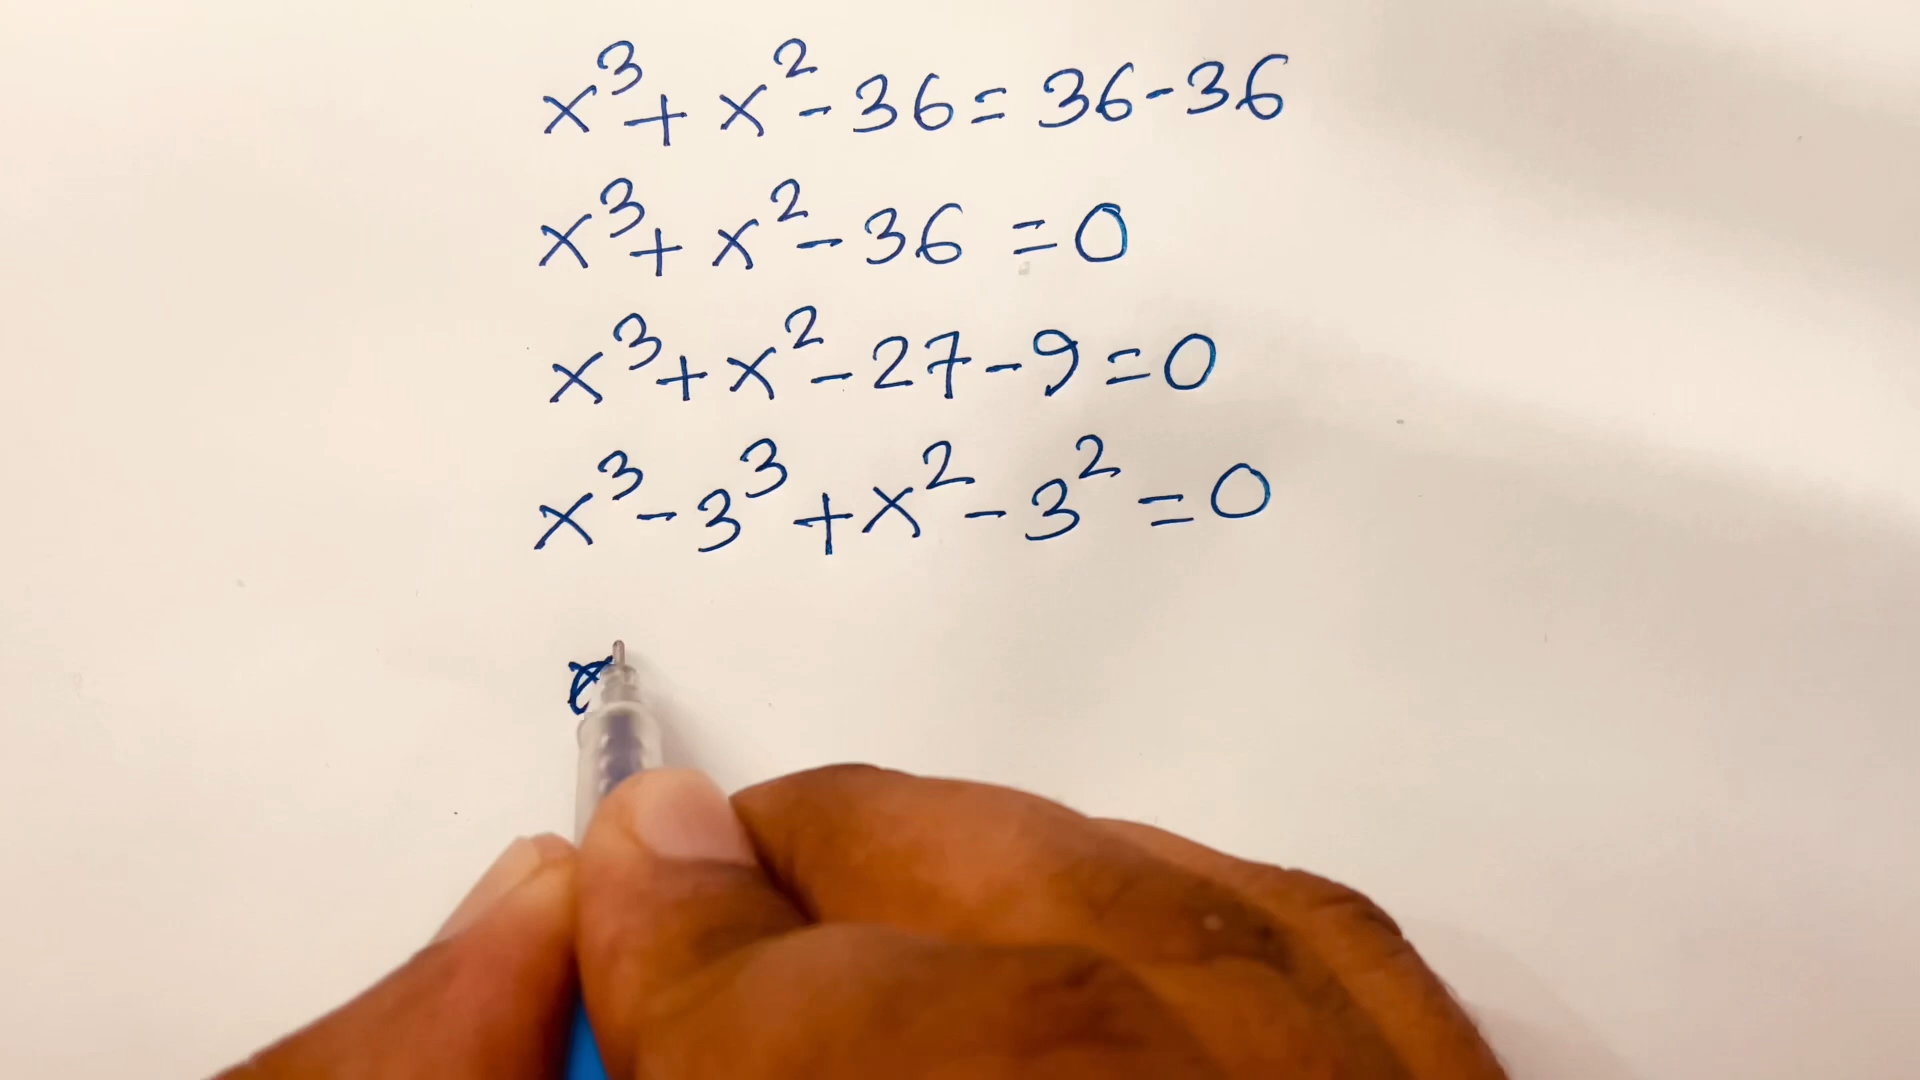 x³ + x² - 36 = 36 - 36
x³ + x² - 36 = 0
x³ + x² - 27 - 9 = 0
x³ - 3³ + x² - 3² = 0